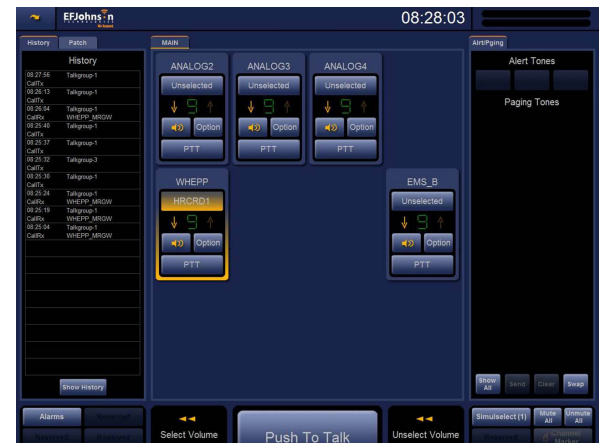 EFJohnson
TECHNOLOGIES
08:28:03
History
Patch
MAIN
Alrt/Pging
History
08:27:56 Talkgroup-1
CallTx
08:26:13 Talkgroup-1
CallTx
08:26:04 Talkgroup-1
CallRx WHEPP_MRGW
08:25:40 Talkgroup-1
CallTx
08:25:37 Talkgroup-1
CallTx
08:25:32 Talkgroup-3
CallTx
08:25:30 Talkgroup-1
CallTx
08:25:24 Talkgroup-1
CallRx WHEPP_MRGW
08:25:19 Talkgroup-1
CallRx WHEPP_MRGW
08:25:04 Talkgroup-1
CallRx WHEPP_MRGW
Show History
ANALOG2 ANALOG3 ANALOG4
Unselected Unselected Unselected
9 9 9
Option Option Option
PTT PTT PTT
WHEPP EMS_B
HRCRD1 Unselected
9 9
Option Option
PTT PTT
Alert Tones
Paging Tones
Show All Send Clear Swap
Alarms
Select Volume
Push To Talk
Unselect Volume
Simulselect (1)
Mute All
Unmute All
Channel Marker